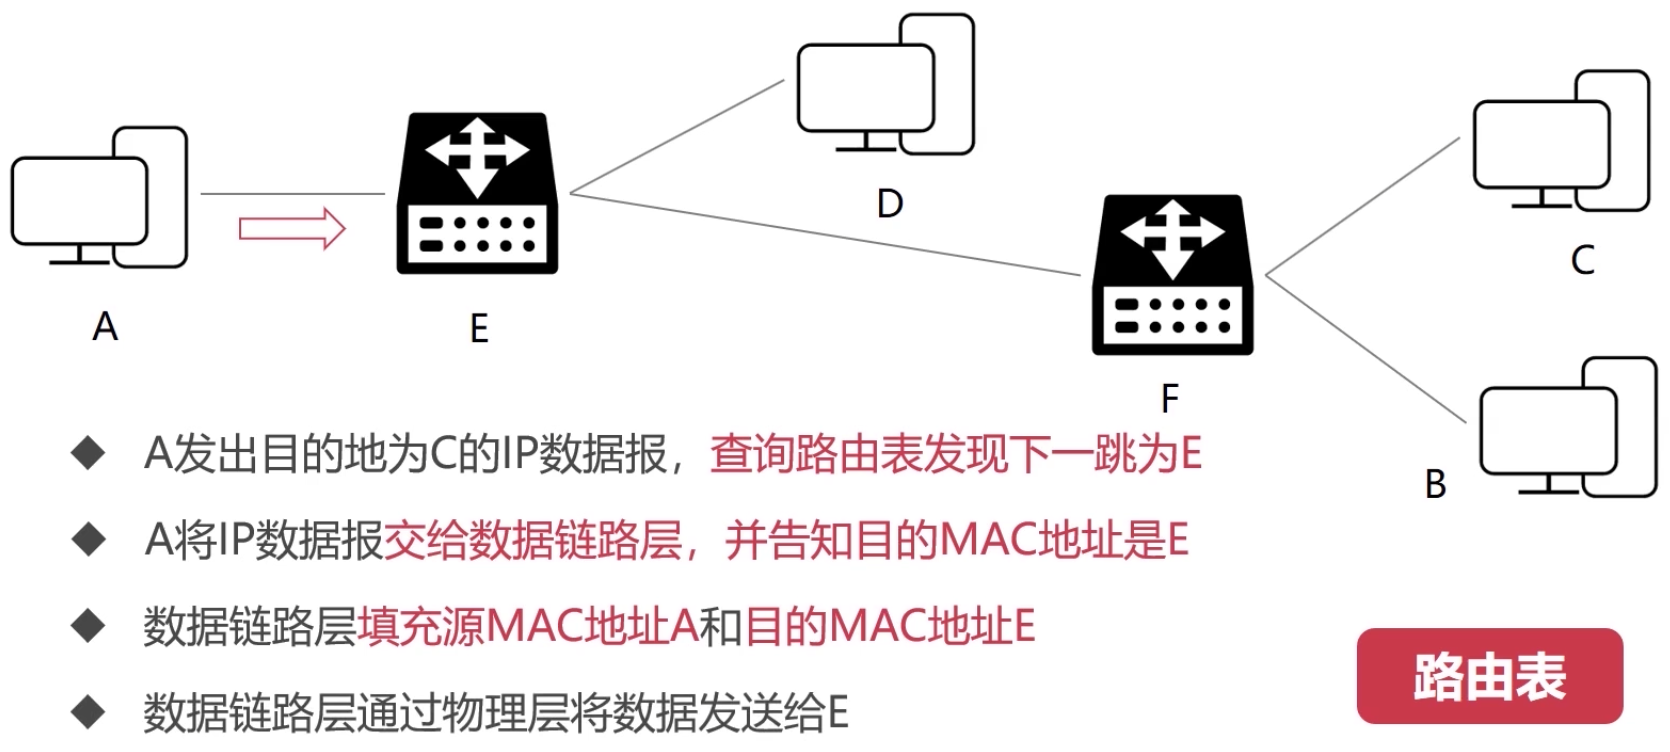 D
C
A
E
F
B
A发出目的地为C的IP数据报，查询路由表发现下一跳为E
A将IP数据报交给数据链路层，并告知目的MAC地址是E
数据链路层填充源MAC地址A和目的MAC地址E
数据链路层通过物理层将数据发送给E
路由表